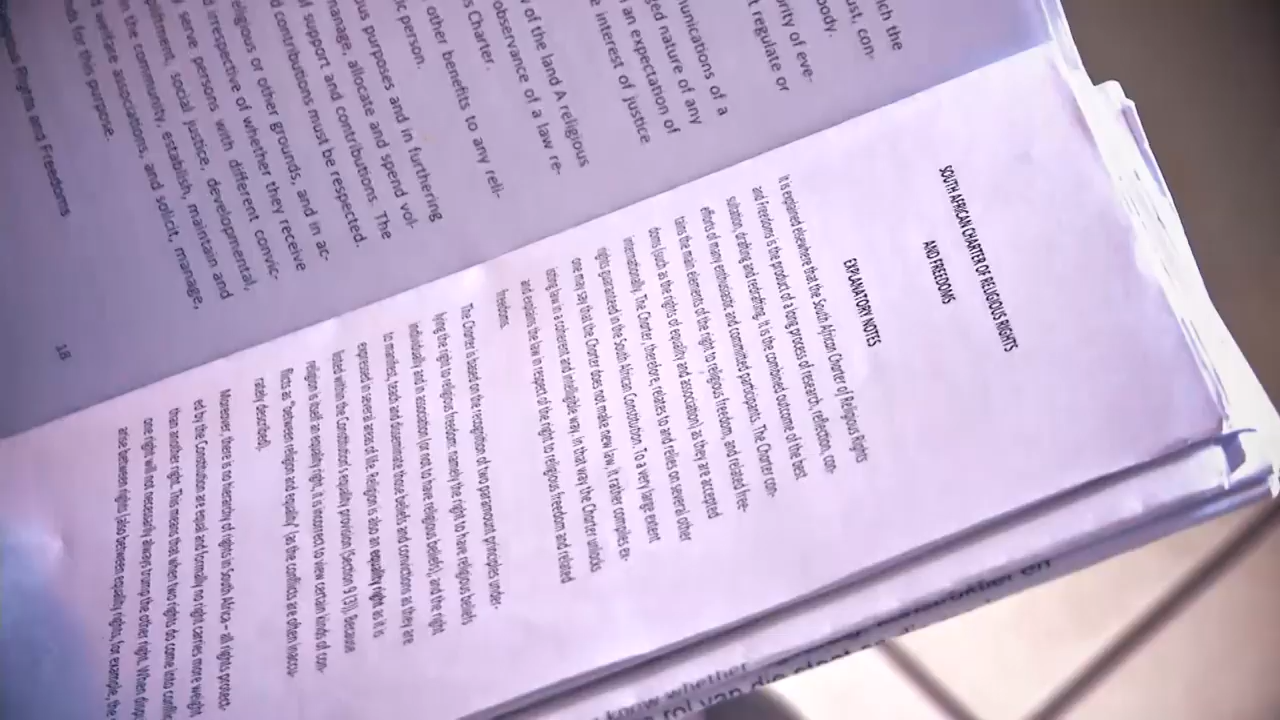 ich the
ust, con-
body.
ority of eve-
t regulate or
munications of a
ged nature of any
an expectation of
e interest of justice
of the land A religious
observance of a law re-
s Charter.
other benefits to any reli-
ic person.
us purposes and in furthering
nanage, allocate and spend vol-
f support and contributions. The
d contributions must be respected.
eligious or other grounds, and in ac-
d irrespective of whether they receive
serve persons with different convic-
pliftment, social justice, developmental,
n the community, establish, maintain and
d welfare associations, and solicit, manage,
nds for this purpose.
gious Rights and Freedoms
18
SOUTH AFRICAN CHARTER OF RELIGIOUS RIGHTS
AND FREEDOMS
EXPLANATORY NOTES
It is explained elsewhere that the South African Charter of Religious Rights
and Freedoms is the product of a long process of research, reflection, con-
sultation, drafting and redrafting. It is the combined outcome of the best
efforts of many enthusiastic and committed participants. The Charter con-
tains the main elements of the right to religious freedom, and related free-
doms (such as the rights of equality and association) as they are accepted
internationally. The Charter, therefore, relates to and relies on several other
rights guaranteed in the South African Constitution. To a very large extent
one may say that the Charter does not make new law, it rather compiles ex-
isting law in a coherent and intelligible way. In that way, the Charter unlocks
and explains the law in respect of the right to religious freedom and related
freedoms.
The Charter is based on the recognition of two paramount principles under-
lying the right to religious freedom: namely the right to have religious beliefs
individually and in association (or not to have religious beliefs), and the right
to manifest, teach and disseminate those beliefs and convictions as they are
expressed in several areas of life. Religion is also an equality right as it is
listed within the Constitution's equality provision (Section 9 (3)). Because
religion is itself an equality right, it is incorrect to view certain kinds of con-
flicts as "between religion and equality" (as the conflicts are often inaccu-
rately described).
Moreover, there is no hierarchy of rights in South Africa – all rights protect-
ed by the Constitution are equal and formally no right carries more weight
than another right. This means that when two rights do come into conflic
one right will not necessarily always trump the other right. When disp
arise between rights (also between equality rights, for example, the
know whether
rol van die staat